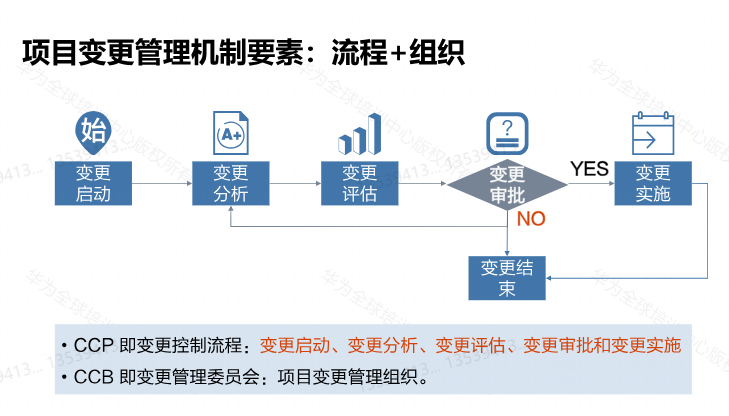 项目变更管理机制要素：流程+组织
始
A+
?
变更
启动
变更
分析
变更
评估
变更
审批
YES
变更
实施
NO
变更结
束
• CCP 即变更控制流程：变更启动、变更分析、变更评估、变更审批和变更实施
• CCB 即变更管理委员会：项目变更管理组织。